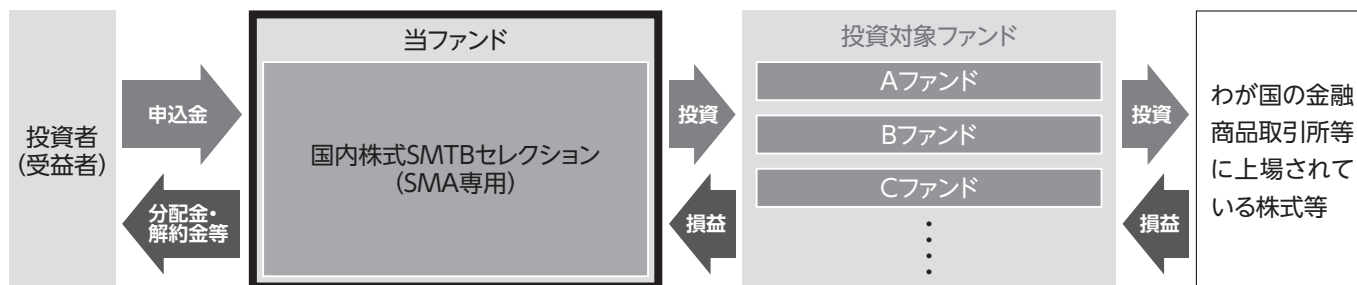 投資者
(受益者)
申込金
分配金・
解約金等
当ファンド
国内株式SMTBセレクション
(SMA専用)
投資
損益
投資対象ファンド
Aファンド
Bファンド
Cファンド
投資
損益
わが国の金融
商品取引所等
に上場されて
いる株式等